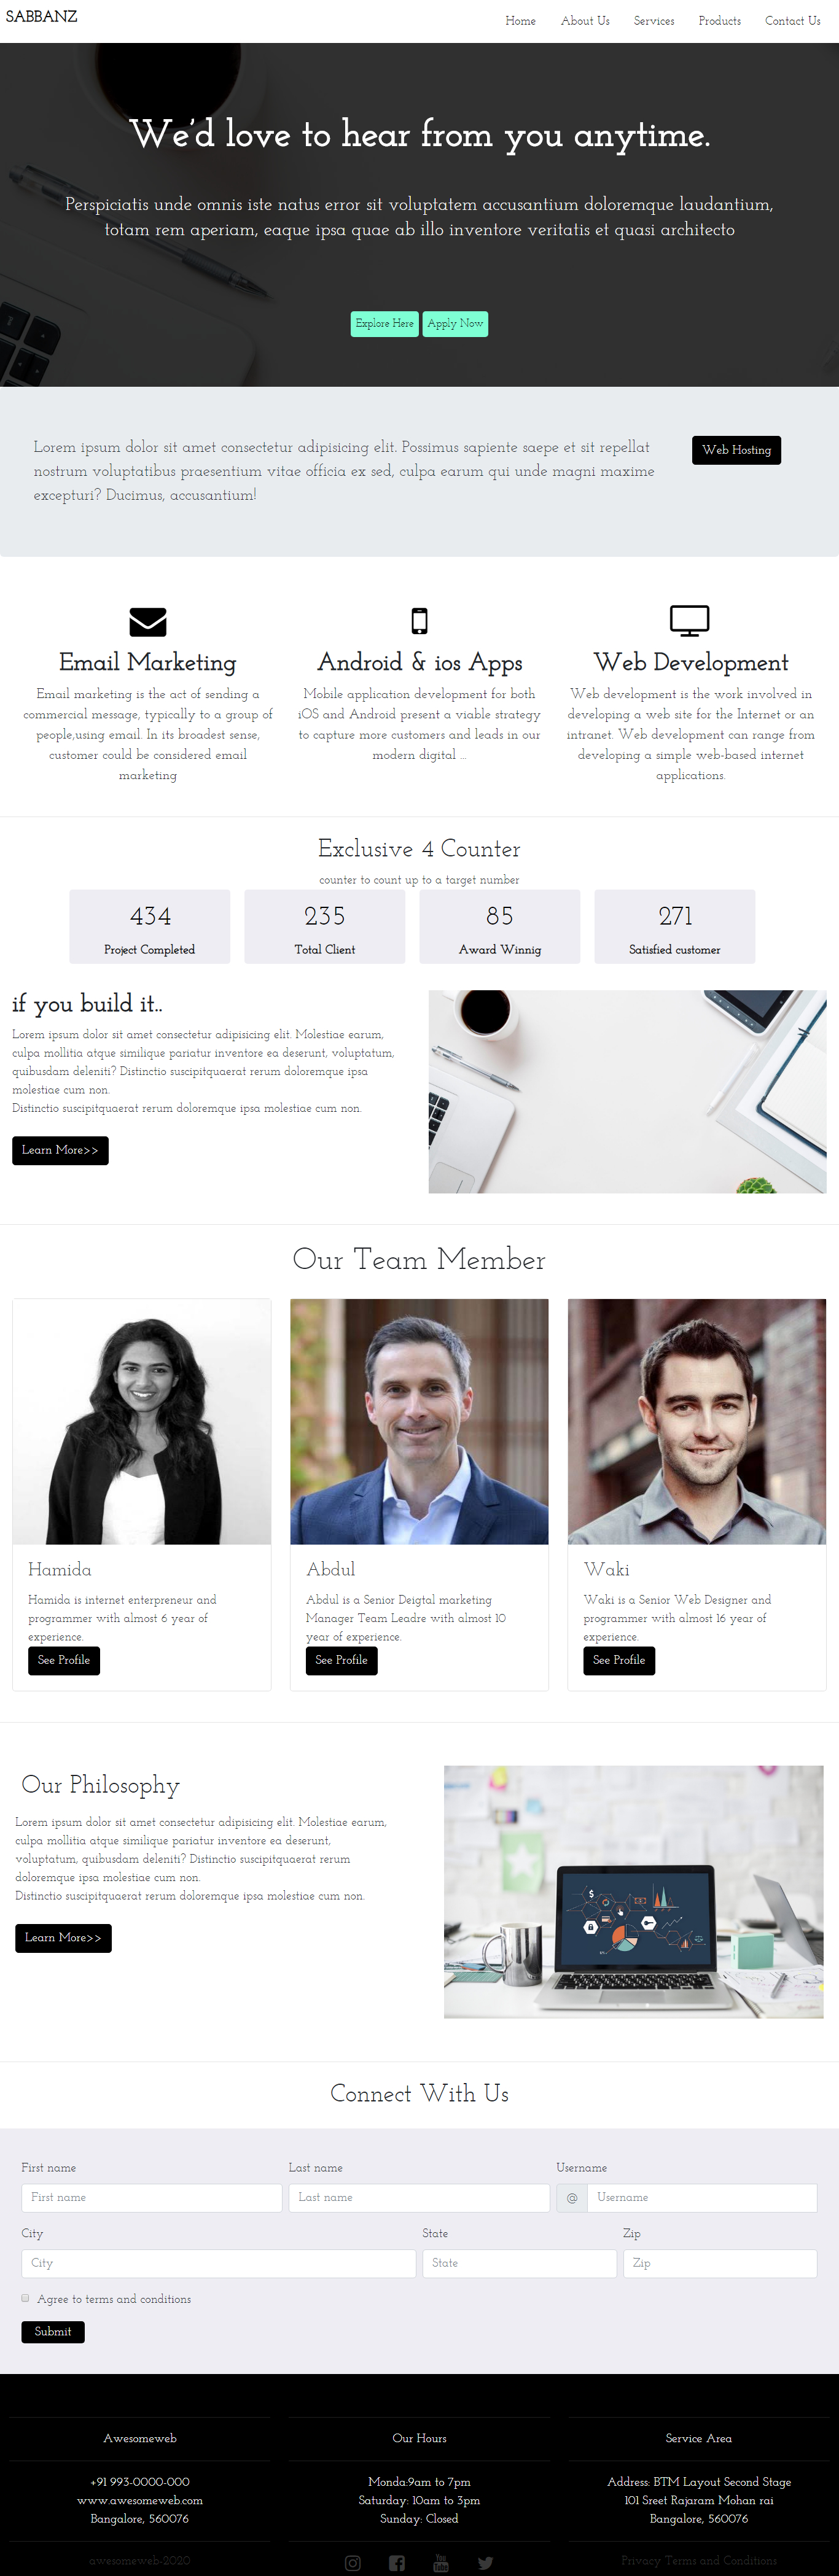 SABBANZ
Home About Us Services Products Contact Us
We'd love to hear from you anytime.
Perspiciatis unde omnis iste natus error sit voluptatem accusantium doloremque laudantium,
totam rem aperiam, eaque ipsa quae ab illo inventore veritatis et quasi architecto
Explore Here Apply Now
Lorem ipsum dolor sit amet consectetur adipisicing elit. Possimus sapiente saepe et sit repellat
nostrum voluptatibus praesentium vitae officia ex sed, culpa earum qui unde magni maxime
excepturi? Ducimus, accusantium!
Web Hosting
Email Marketing
Email marketing is the act of sending a
commercial message, typically to a group of
people,using email. In its broadest sense,
customer could be considered email
marketing
Android & ios Apps
Mobile application development for both
iOS and Android present a viable strategy
to capture more customers and leads in our
modern digital ...
Web Development
Web development is the work involved in
developing a web site for the Internet or an
intranet. Web development can range from
developing a simple web-based internet
applications.
Exclusive 4 Counter
counter to count up to a target number
434
Project Completed
235
Total Client
85
Award Winnig
271
Satisfied customer
if you build it..
Lorem ipsum dolor sit amet consectetur adipisicing elit. Molestiae earum,
culpa mollitia atque similique pariatur inventore ea deserunt, voluptatum,
quibusdam deleniti? Distinctio suscipitquaerat rerum doloremque ipsa
molestiae cum non.
Distinctio suscipitquaerat rerum doloremque ipsa molestiae cum non.
Learn More>>
Our Team Member
Hamida
Hamida is internet enterpreneur and
programmer with almost 6 year of
experience.
See Profile
Abdul
Abdul is a Senior Deigtal marketing
Manager Team Leadre with almost 10
year of experience.
See Profile
Waki
Waki is a Senior Web Designer and
programmer with almost 16 year of
experience.
See Profile
Our Philosophy
Lorem ipsum dolor sit amet consectetur adipisicing elit. Molestiae earum,
culpa mollitia atque similique pariatur inventore ea deserunt,
voluptatum, quibusdam deleniti? Distinctio suscipitquaerat rerum
doloremque ipsa molestiae cum non.
Distinctio suscipitquaerat rerum doloremque ipsa molestiae cum non.
Learn More>>
Connect With Us
First name Last name Username
First name Last name @ Username
City State Zip
City State Zip
Agree to terms and conditions
Submit
Awesomeweb
+91 993-0000-000
www.awesomeweb.com
Bangalore, 560076
Our Hours
Monda:9am to 7pm
Saturday: 10am to 3pm
Sunday: Closed
Service Area
Address: BTM Layout Second Stage
101 Sreet Rajaram Mohan rai
Bangalore, 560076
awesomeweb-2020
You
Tube
Privacy Terms and Conditions